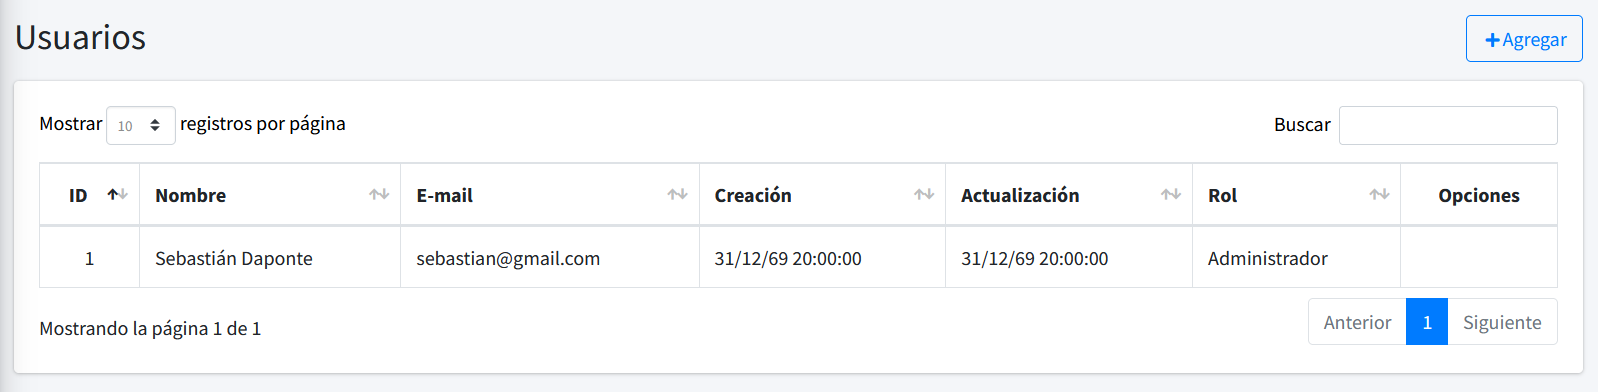 Usuarios
Agregar
Mostrar 10 registros por página
Buscar
ID Nombre E-mail Creación Actualización Rol Opciones
1 Sebastián Daponte sebastian@gmail.com 31/12/69 20:00:00 31/12/69 20:00:00 Administrador
Mostrando la página 1 de 1
Anterior 1 Siguiente